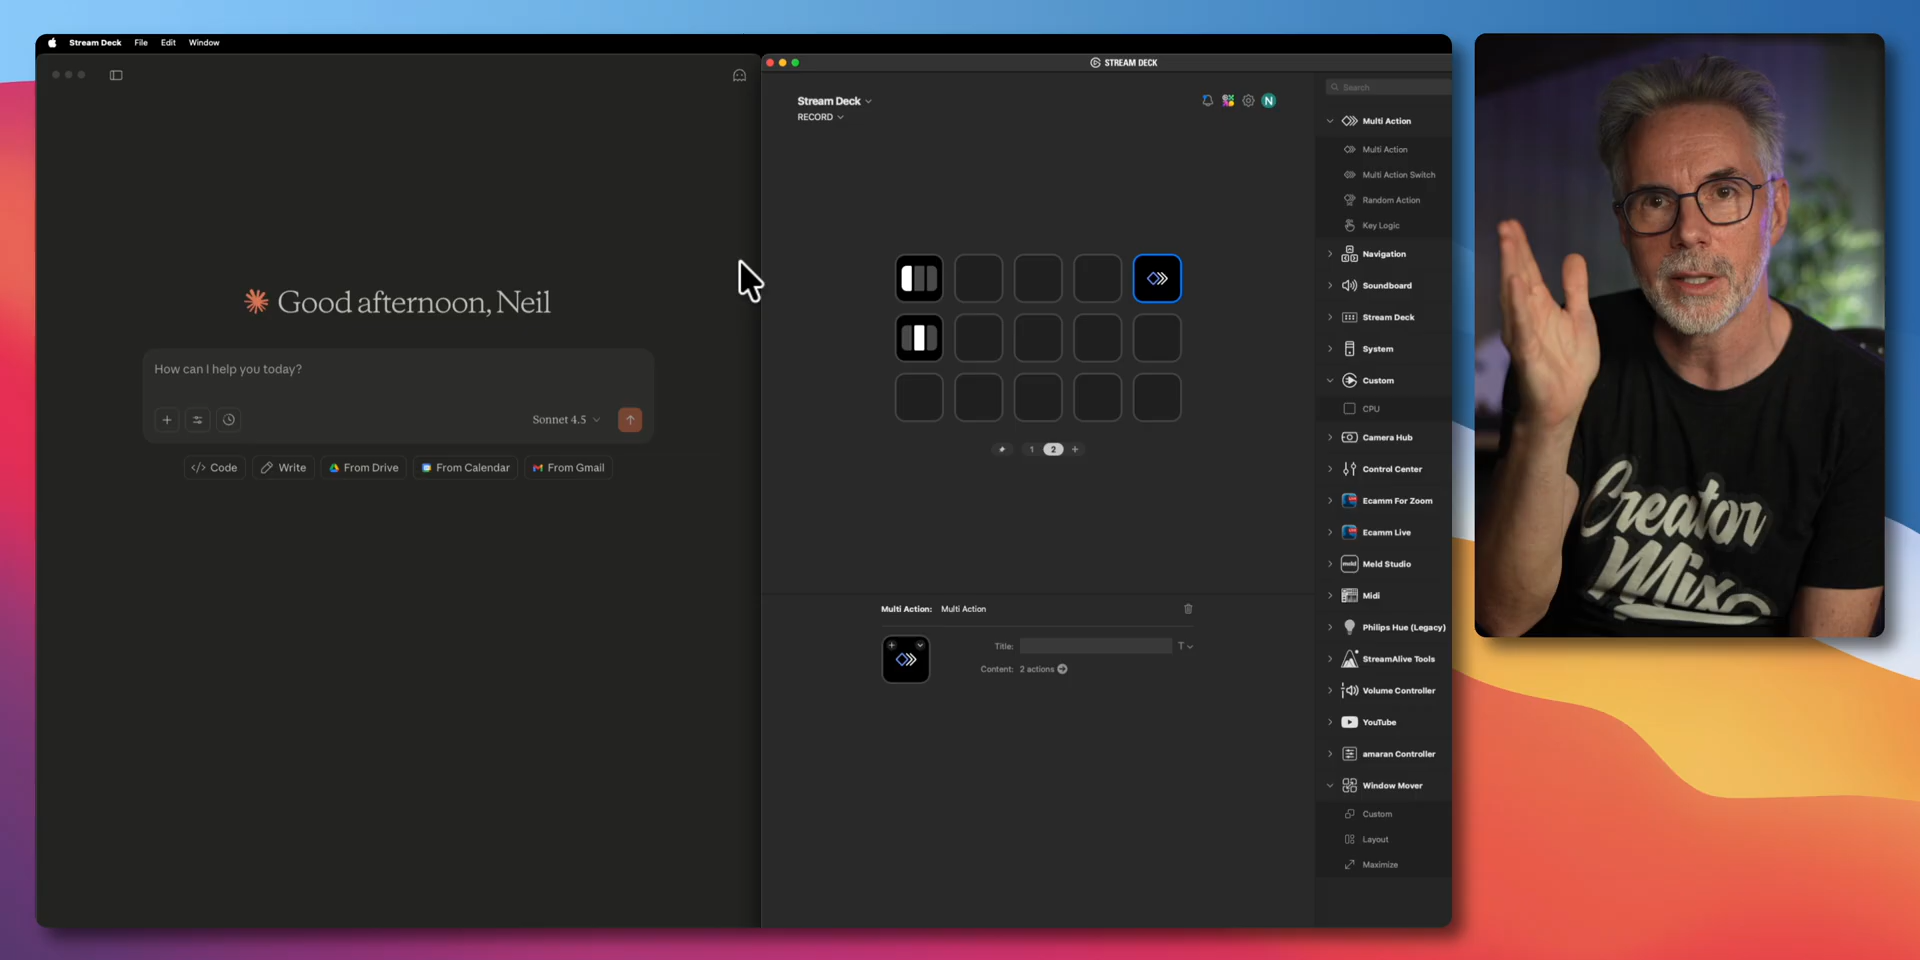 Stream Deck File Edit Window
Good afternoon, Neil
How can I help you today?
Sonnet 4.5
Code Write From Drive From Calendar From Gmail
STREAM DECK
Stream Deck
RECORD
N
1 2
Multi Action: Multi Action
Title:
T
Content: 2 actions
Search
Multi Action
Multi Action
Multi Action Switch
Random Action
Key Logic
Navigation
Soundboard
Stream Deck
System
Custom
CPU
Camera Hub
Control Center
Ecamm For Zoom
Ecamm Live
Meld Studio
Midi
Philips Hue (Legacy)
StreamAlive Tools
Volume Controller
YouTube
amaran Controller
Window Mover
Custom
Layout
Maximize
Creator
Mix